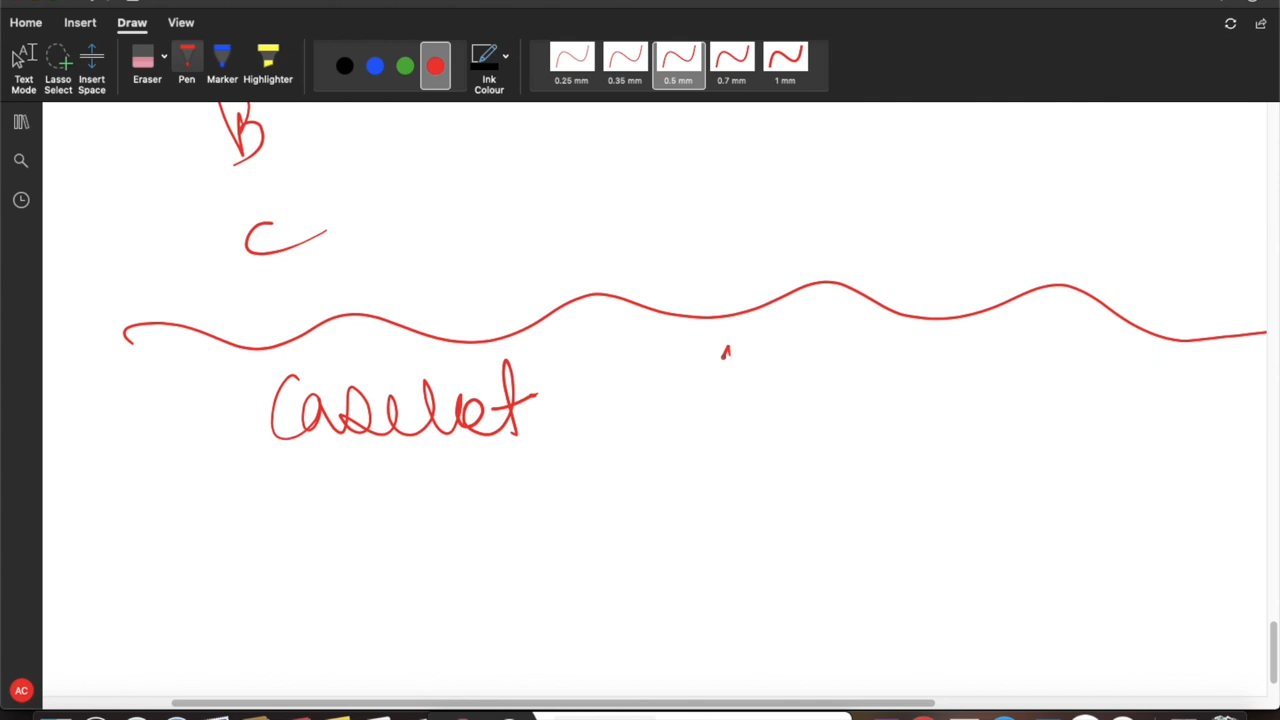 Home Insert Draw View
Text Mode Lasso Select Insert Space Eraser Pen Marker Highlighter Ink Colour 0.25 mm 0.35 mm 0.5 mm 0.7 mm 1 mm
B
C
Caselet
AC